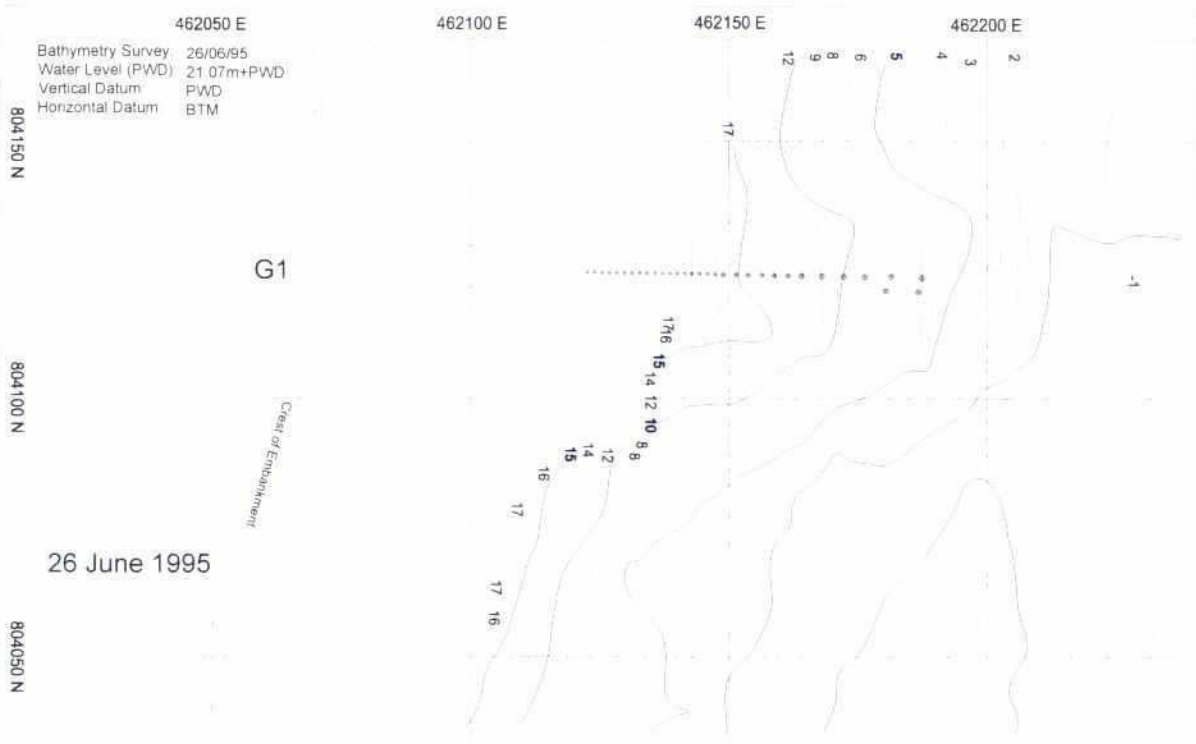 462050 E
462100 E
462150 E
462200 E
Bathymetry Survey 26/06/95
Water Level (PWD) 21.07m+PWD
Vertical Datum PWD
Horizontal Datum BTM
12 9 8 6 5 4 3 2
804150 N
17
G1
-1
17
16
15
14
804100 N
12
10
Crest of Embankment
8
8
12
14
15
16
17
26 June 1995
17
16
804050 N